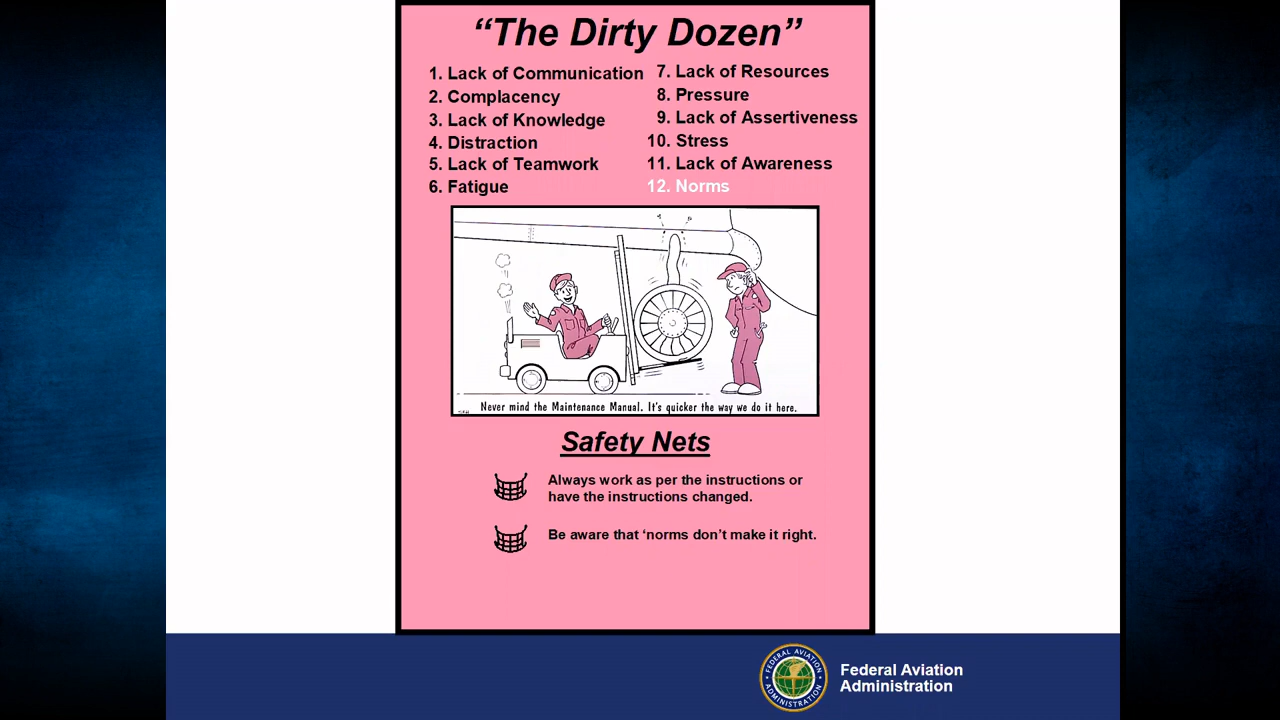 “The Dirty Dozen”
1. Lack of Communication
2. Complacency
3. Lack of Knowledge
4. Distraction
5. Lack of Teamwork
6. Fatigue
7. Lack of Resources
8. Pressure
9. Lack of Assertiveness
10. Stress
11. Lack of Awareness
12. Norms
Never mind the Maintenance Manual. It's quicker the way we do it here.
Safety Nets
Always work as per the instructions or
have the instructions changed.
Be aware that ‘norms don’t make it right.
FEDERAL AVIATION
ADMINISTRATION
Federal Aviation
Administration